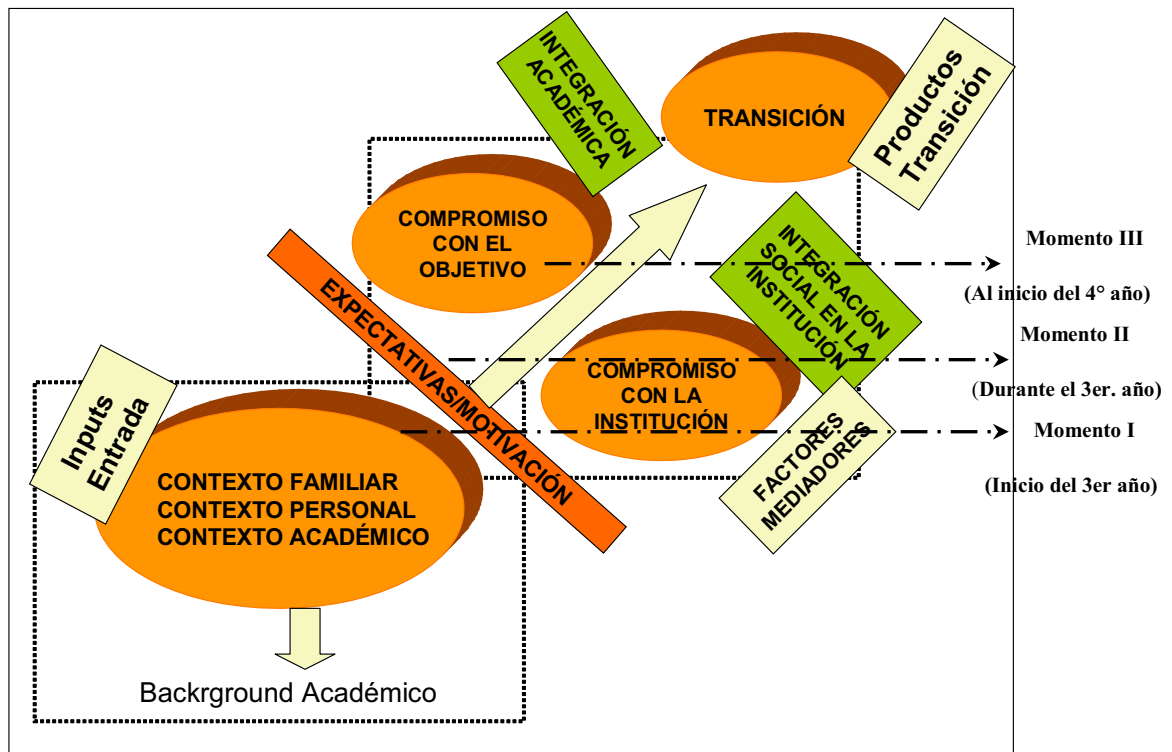 INTEGRACIÓN
ACADÉMICA
TRANSICIÓN
Productos
Transición
COMPROMISO
CON EL
OBJETIVO
INTEGRACIÓN
SOCIAL EN LA
INSTITUCIÓN
Momento III
(Al inicio del 4° año)
EXPECTATIVAS/MOTIVACIÓN
Momento II
COMPROMISO
CON LA
INSTITUCIÓN
(Durante el 3er. año)
Momento I
Inputs
Entrada
FACTORES
MEDIADORES
(Inicio del 3er año)
CONTEXTO FAMILIAR
CONTEXTO PERSONAL
CONTEXTO ACADÉMICO
Backrground Académico